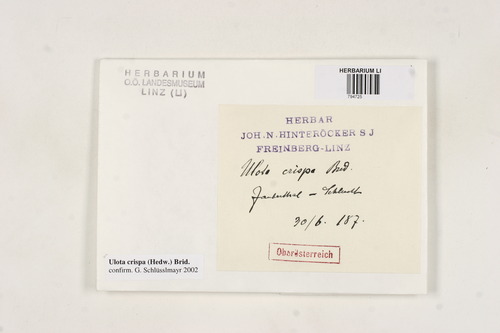 HERBARIUM
O.Ö. LANDESMUSEUM
LINZ (LI)
HERBARIUM LI
HERBAR
JOH. N. HINTERÖCKER S J
FREINBERG-LINZ
Ulota crispa Brid.
30/6. 187.
Oberösterreich
Ulota crispa (Hedw.) Brid.
confirm. G. Schlüsslmayr 2002